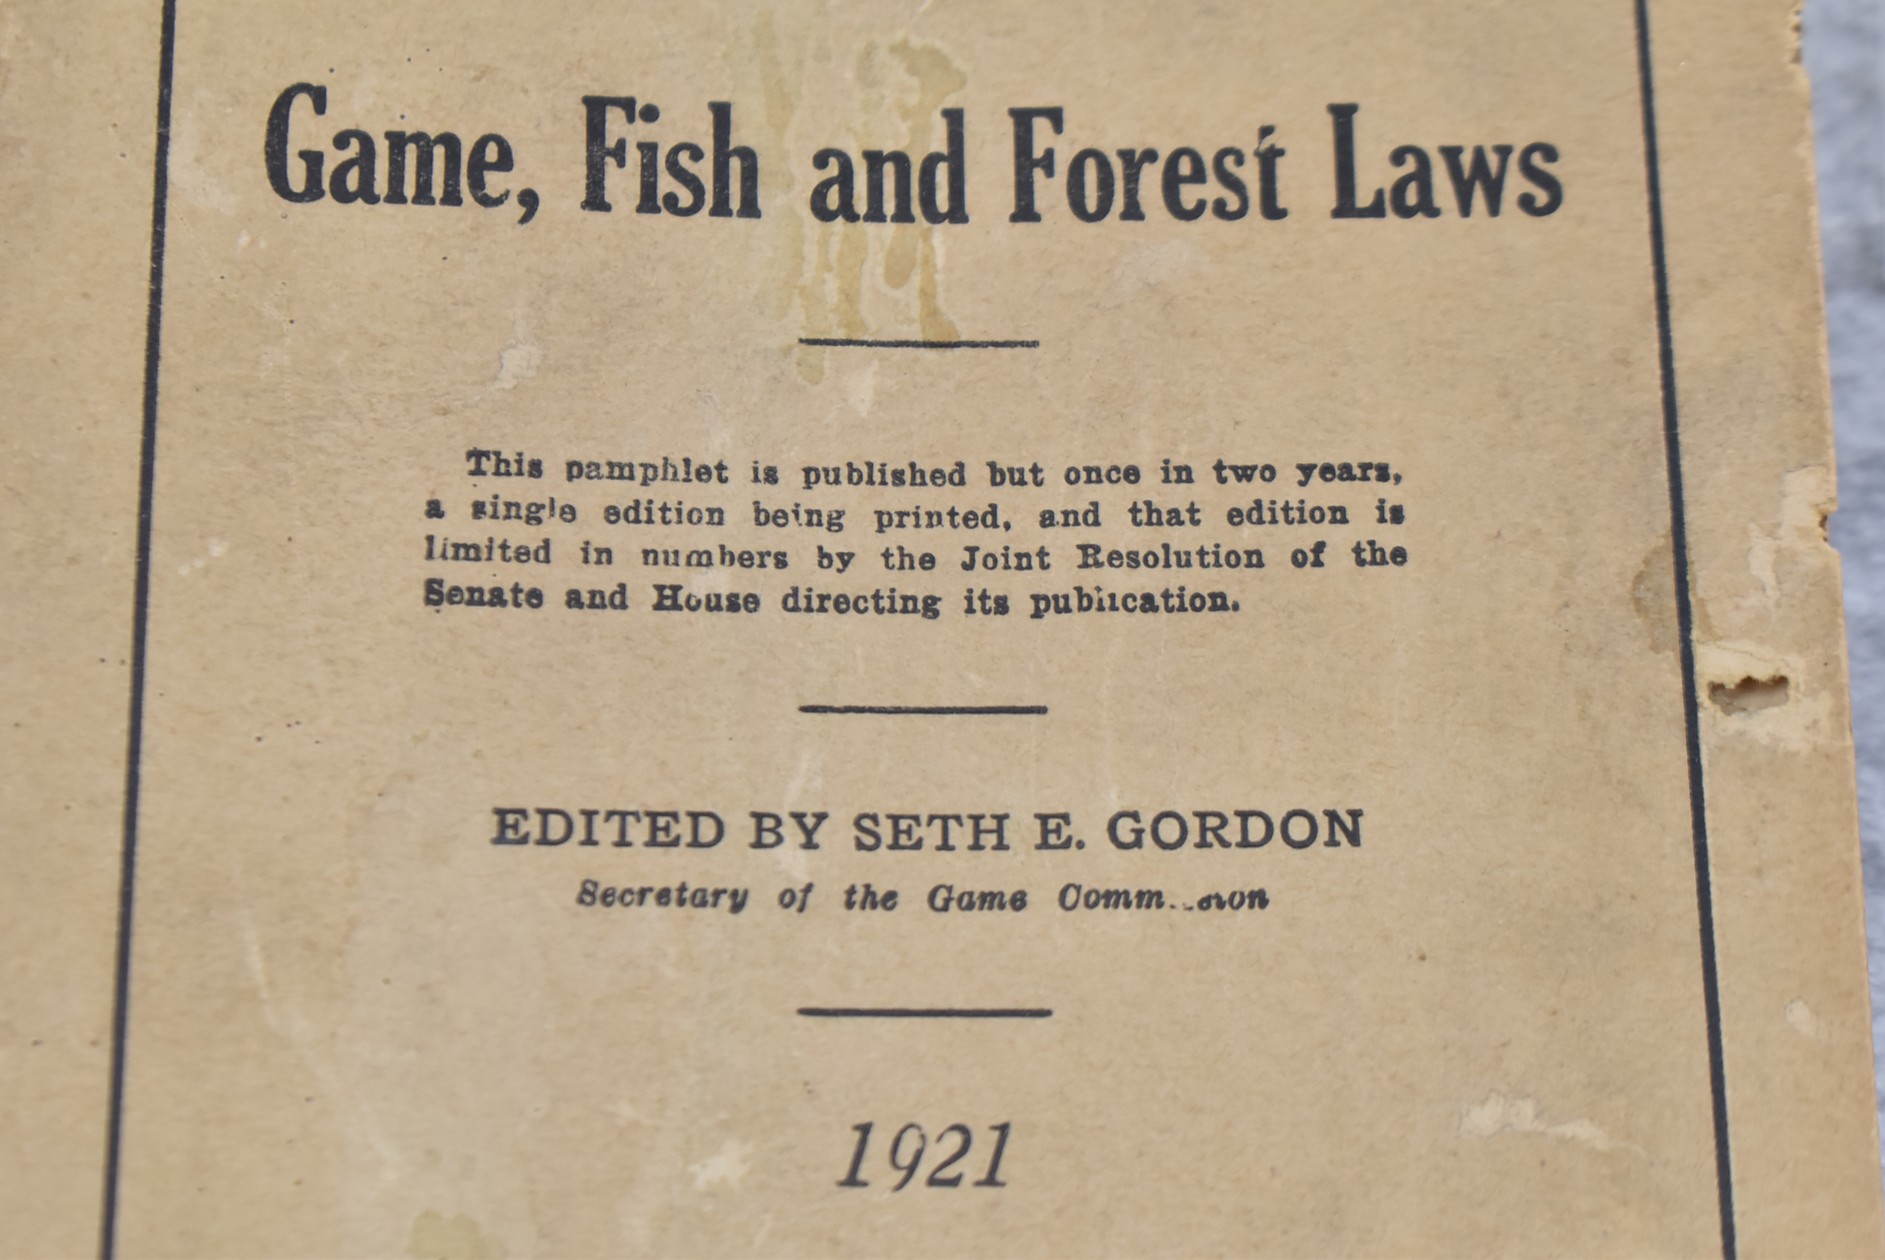 Game, Fish and Forest Laws
This pamphlet is published but once in two years,
a single edition being printed, and that edition is
limited in numbers by the Joint Resolution of the
Senate and House directing its publication.
EDITED BY SETH E. GORDON
Secretary of the Game Commission
1921